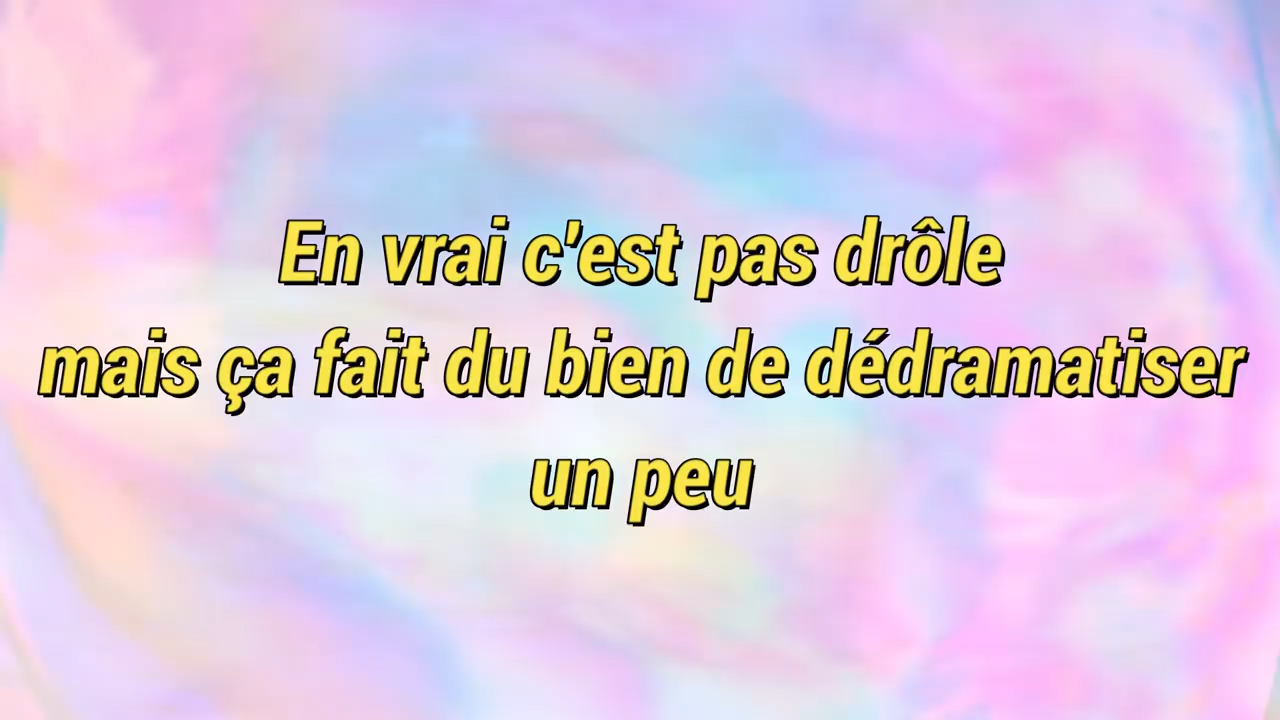 En vrai c'est pas drôle
mais ça fait du bien de dédramatiser
un peu